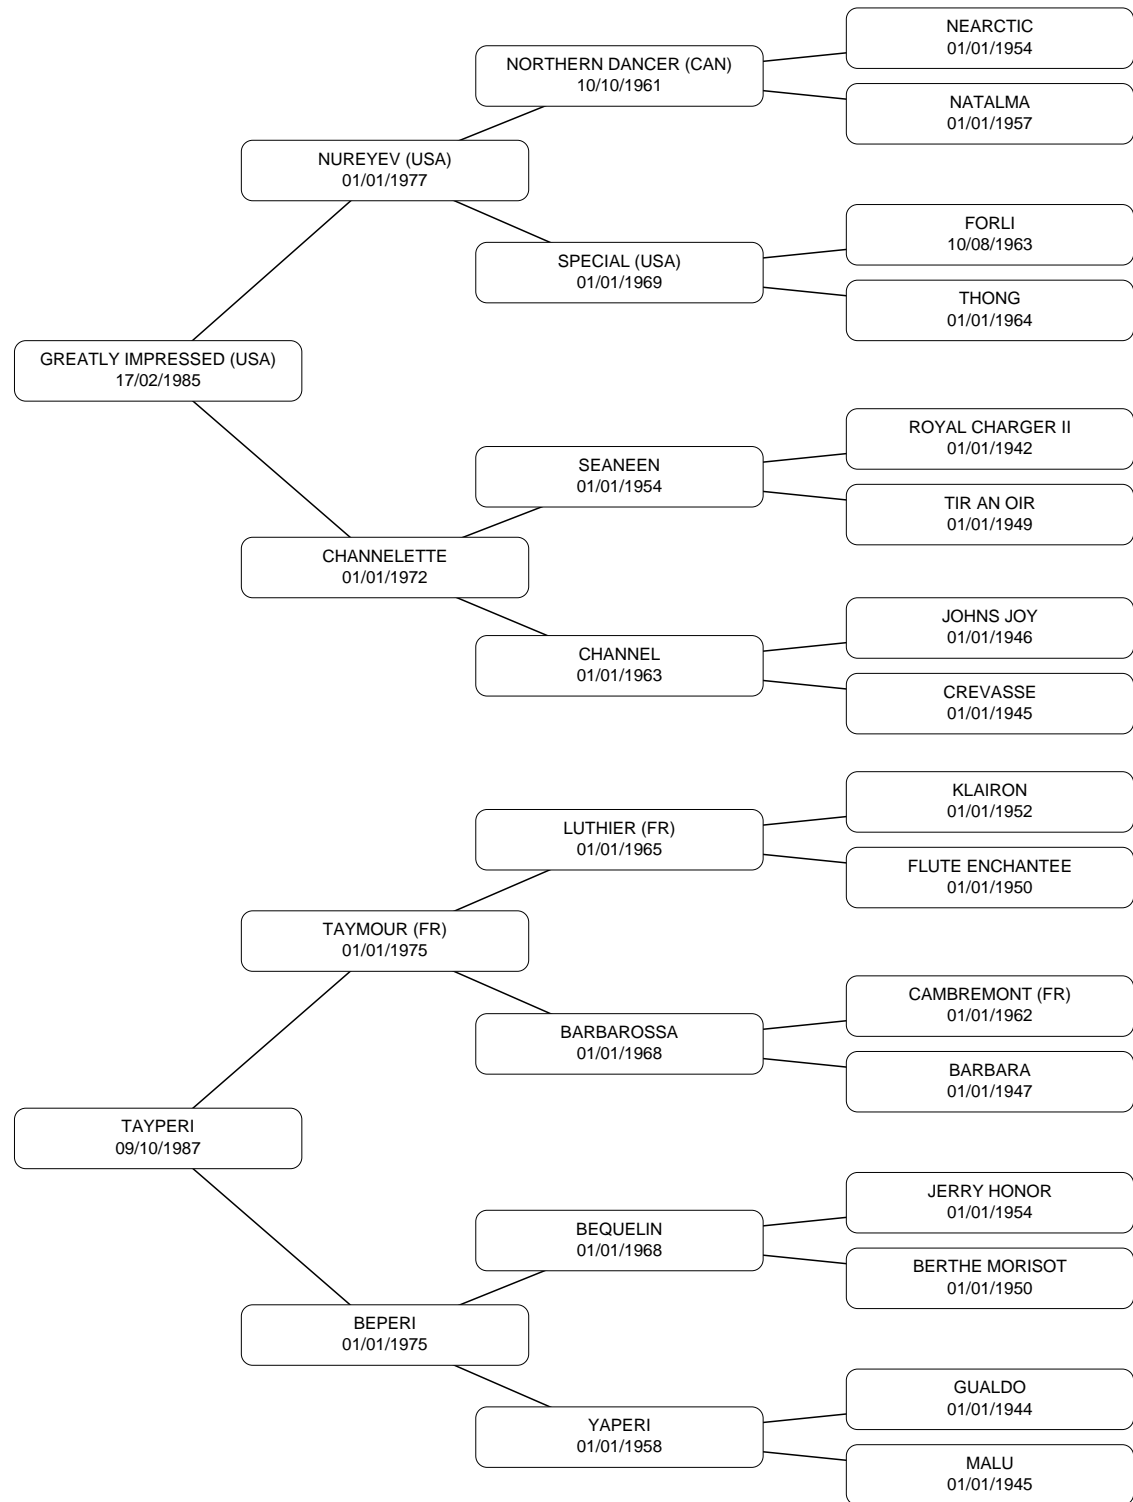 NEARCTIC
01/01/1954
NORTHERN DANCER (CAN)
10/10/1961
NATALMA
01/01/1957
NUREYEV (USA)
01/01/1977
FORLI
10/08/1963
SPECIAL (USA)
01/01/1969
THONG
01/01/1964
GREATLY IMPRESSED (USA)
17/02/1985
ROYAL CHARGER II
01/01/1942
SEANEEN
01/01/1954
TIR AN OIR
01/01/1949
CHANNELETTE
01/01/1972
JOHNS JOY
01/01/1946
CHANNEL
01/01/1963
CREVASSE
01/01/1945
KLAIRON
01/01/1952
LUTHIER (FR)
01/01/1965
FLUTE ENCHANTEE
01/01/1950
TAYMOUR (FR)
01/01/1975
CAMBREMONT (FR)
01/01/1962
BARBAROSSA
01/01/1968
BARBARA
01/01/1947
TAYPERI
09/10/1987
JERRY HONOR
01/01/1954
BEQUELIN
01/01/1968
BERTHE MORISOT
01/01/1950
BEPERI
01/01/1975
GUALDO
01/01/1944
YAPERI
01/01/1958
MALU
01/01/1945